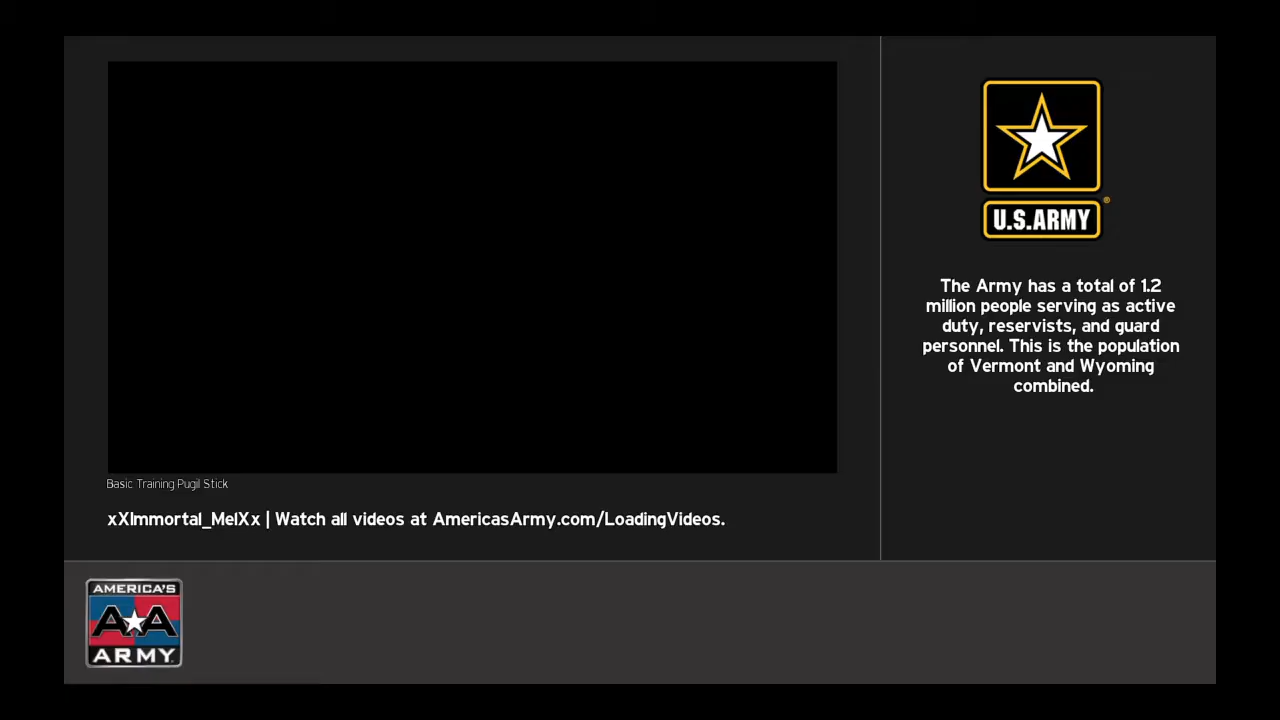 U.S.ARMY
®
The Army has a total of 1.2
million people serving as active
duty, reservists, and guard
personnel. This is the population
of Vermont and Wyoming
combined.
Basic Training Pugil Stick
xXImmortal_MelXx | Watch all videos at AmericasArmy.com/LoadingVideos.
AMERICA'S
AA
ARMY